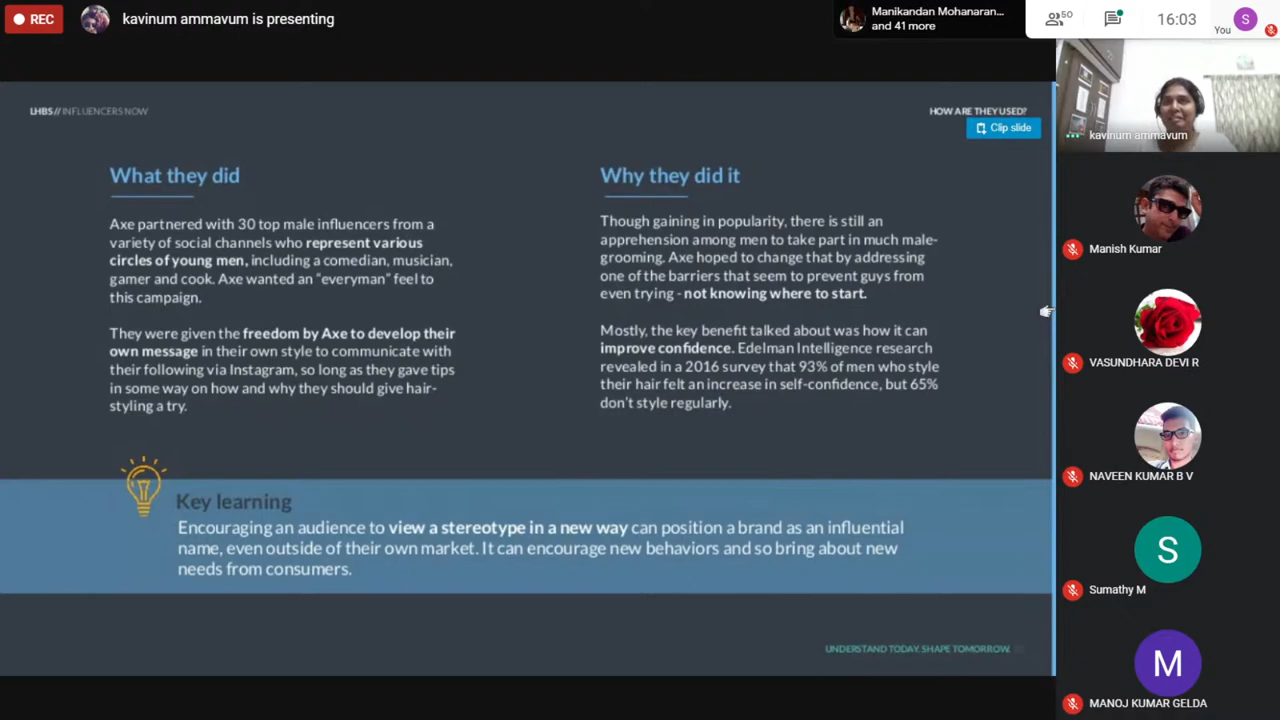 REC
kavinum ammavum is presenting
Manikandan Mohanaran...
and 41 more
50
16:03
You
S
LHBS// INFLUENCERS NOW
HOW ARE THEY USED?
Clip slide
What they did
Axe partnered with 30 top male influencers from a
variety of social channels who represent various
circles of young men, including a comedian, musician,
gamer and cook. Axe wanted an "everyman" feel to
this campaign.
They were given the freedom by Axe to develop their
own message in their own style to communicate with
their following via Instagram, so long as they gave tips
in some way on how and why they should give hair-
styling a try.
Why they did it
Though gaining in popularity, there is still an
apprehension among men to take part in much male-
grooming. Axe hoped to change that by addressing
one of the barriers that seem to prevent guys from
even trying - not knowing where to start.
Mostly, the key benefit talked about was how it can
improve confidence. Edelman Intelligence research
revealed in a 2016 survey that 93% of men who style
their hair felt an increase in self-confidence, but 65%
don't style regularly.
Key learning
Encouraging an audience to view a stereotype in a new way can position a brand as an influential
name, even outside of their own market. It can encourage new behaviors and so bring about new
needs from consumers.
UNDERSTAND TODAY. SHAPE TOMORROW.
kavinum ammavum
Manish Kumar
VASUNDHARA DEVI R
NAVEEN KUMAR B V
S
Sumathy M
M
MANOJ KUMAR GELDA